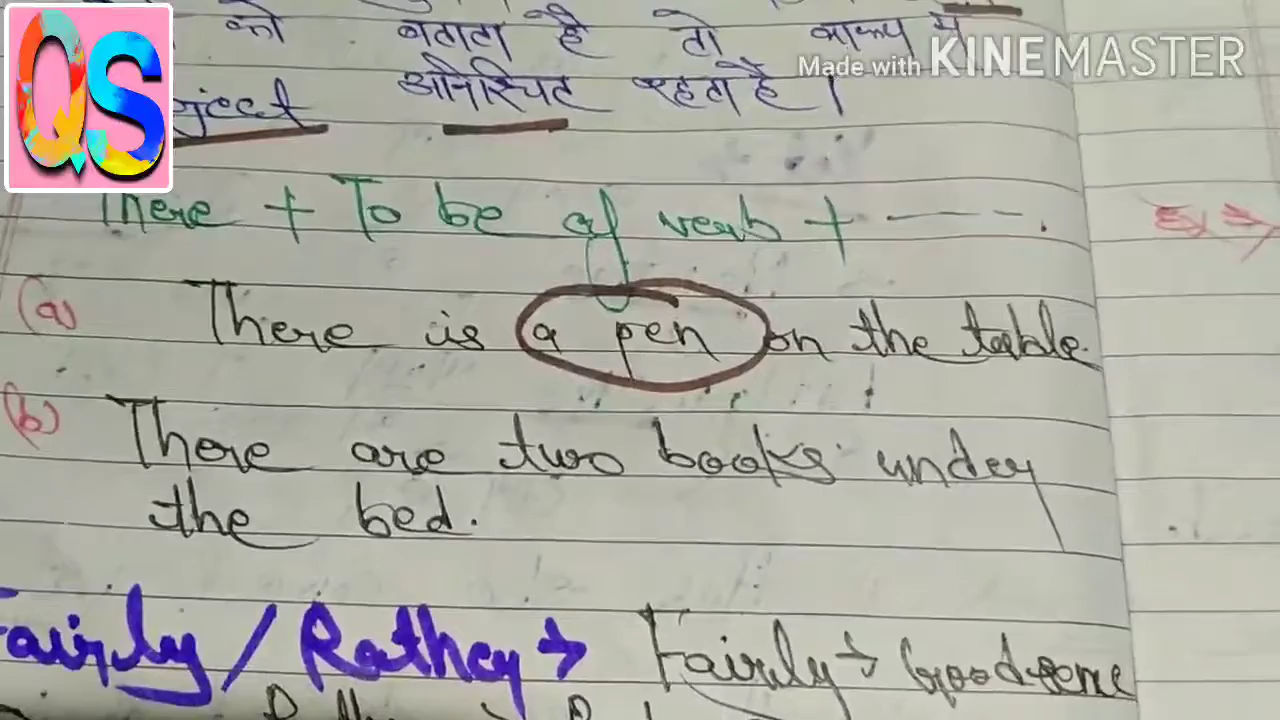 को बताता है तो वाक्य में
Made with KINEMASTER
QS
ject अनिश्चित रहता है।
There + To be of verb + ----.
Ex ⇒
(a) There is a pen on the table.
(b) There are two books under
the bed.
Fairly / Rather → Fairly → Good sense